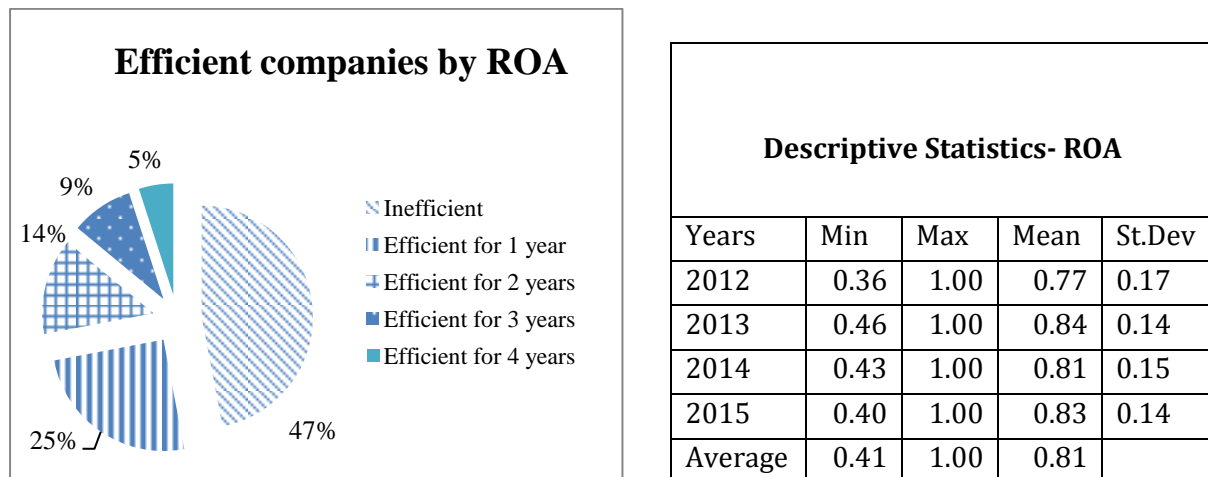 Efficient companies by ROA
5%
9%
14%
25%
47%
Inefficient
Efficient for 1 year
Efficient for 2 years
Efficient for 3 years
Efficient for 4 years
Descriptive Statistics- ROA
Years Min Max Mean St.Dev
2012 0.36 1.00 0.77 0.17
2013 0.46 1.00 0.84 0.14
2014 0.43 1.00 0.81 0.15
2015 0.40 1.00 0.83 0.14
Average 0.41 1.00 0.81